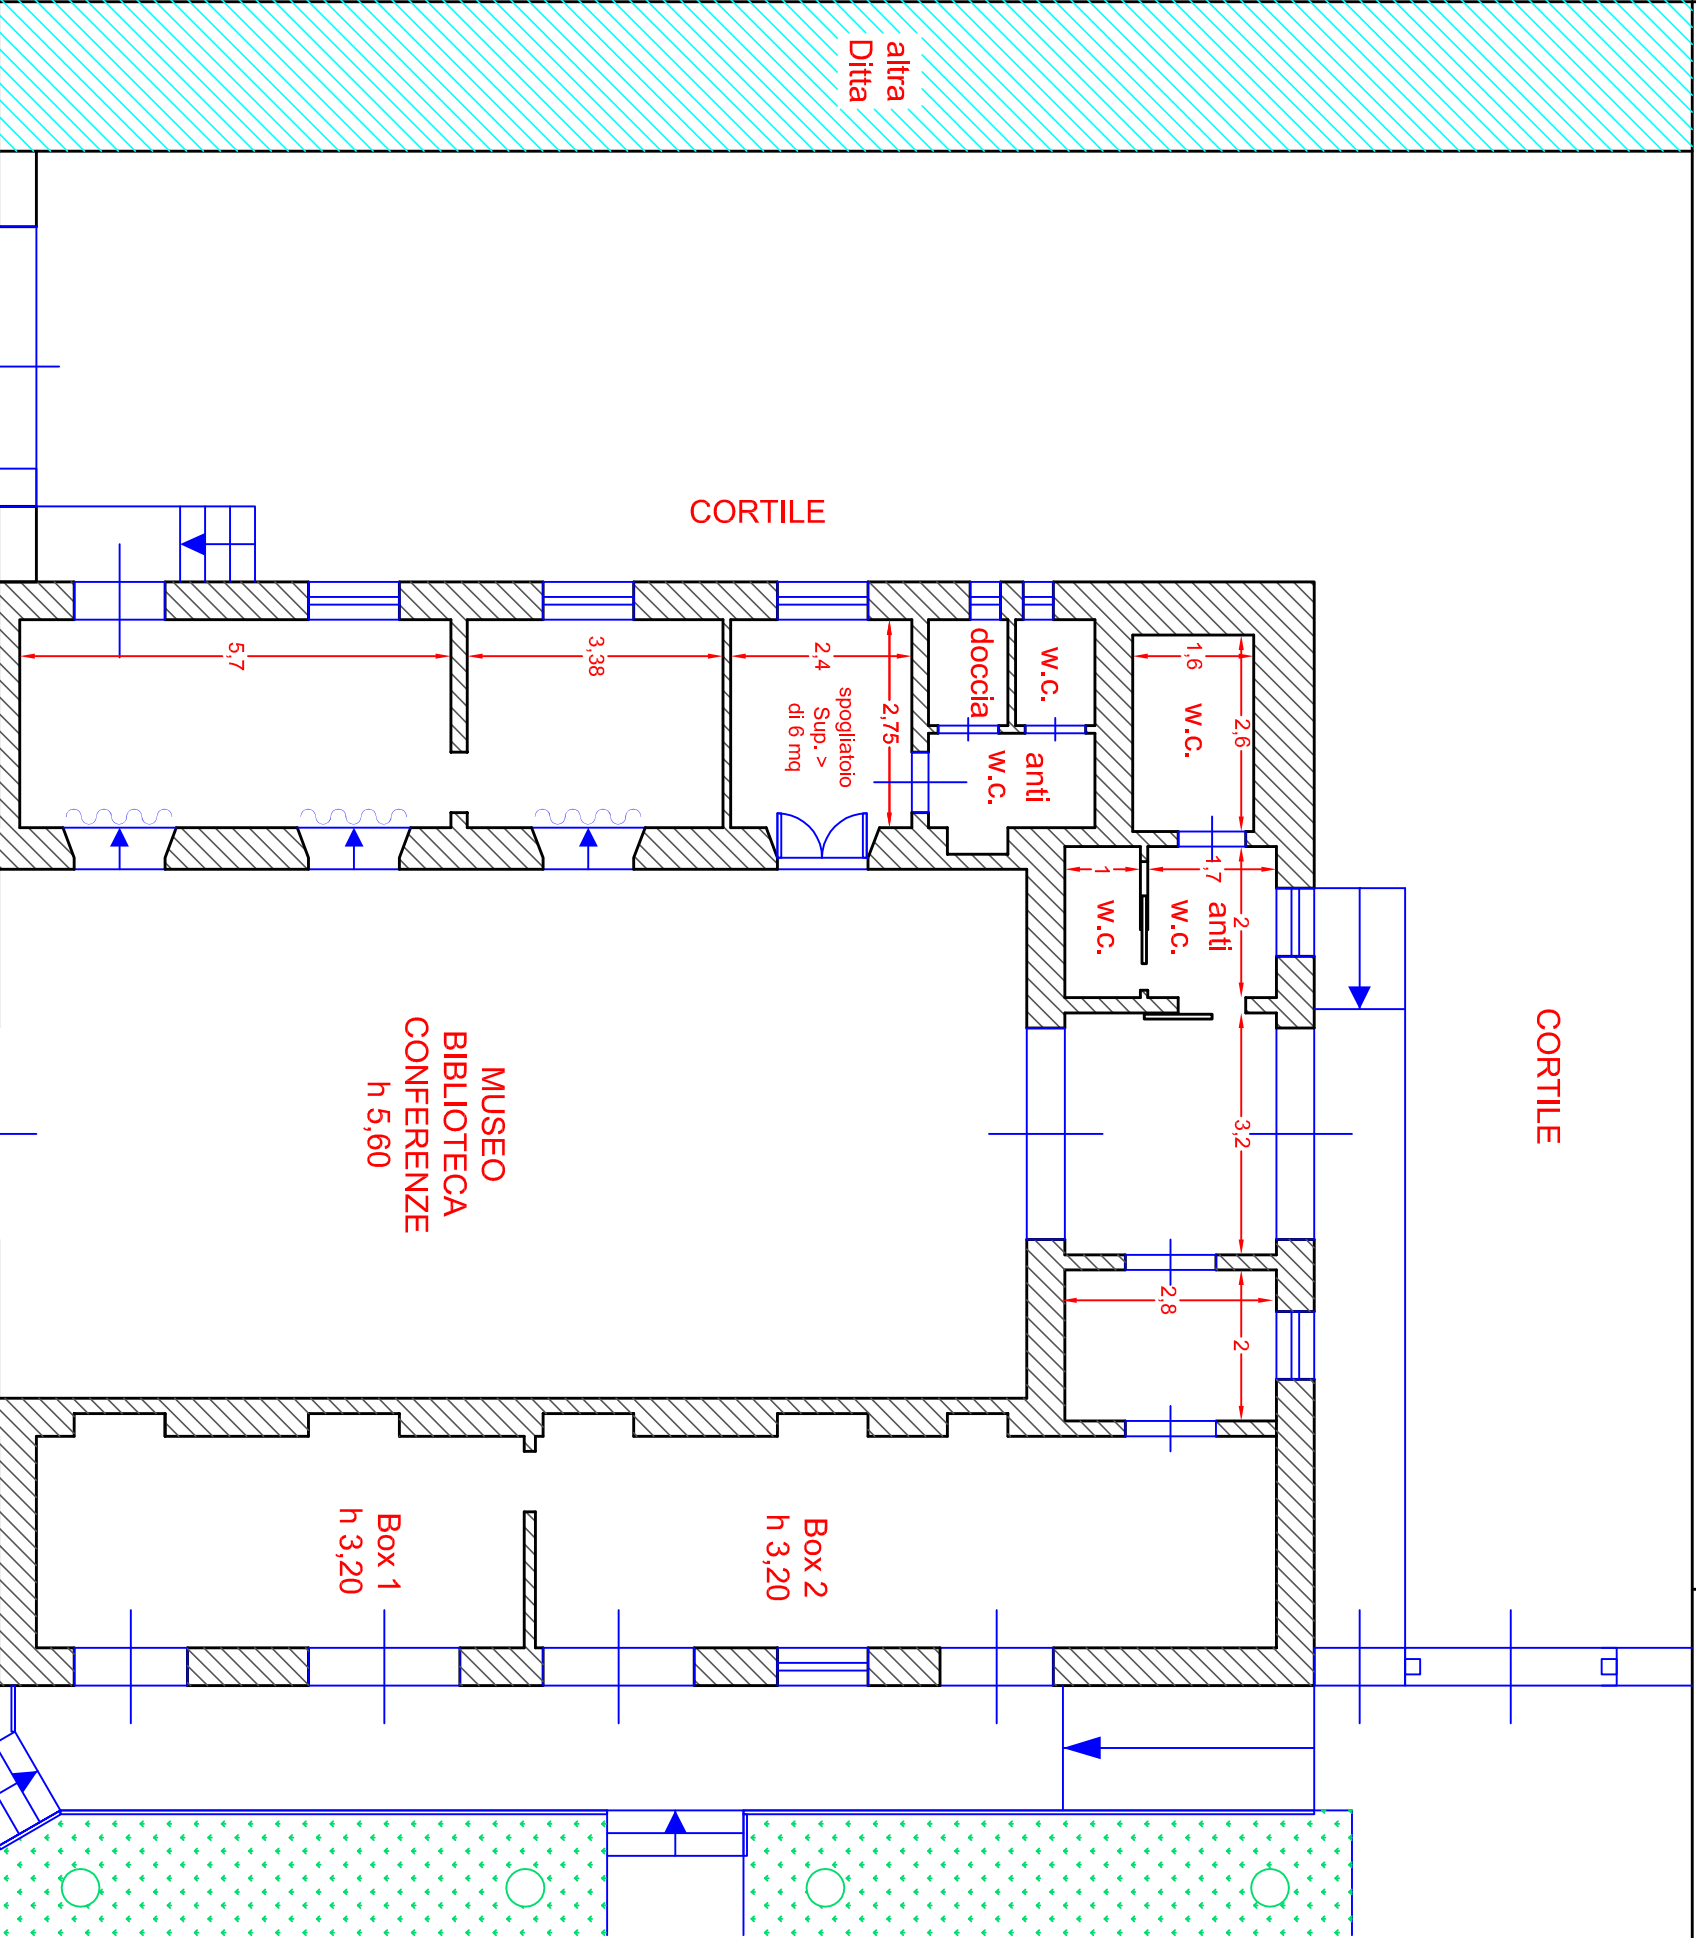 altra
Ditta
CORTILE
5,7
3,38
2,4
2,75
spogliatoio
Sup. >
di 6 mq
doccia
w.c.
anti
w.c.
1,6
2,6
w.c.
1
w.c.
1,7
2
anti
w.c.
3,2
CORTILE
MUSEO
BIBLIOTECA
CONFERENZE
h 5,60
2,8
2
Box 1
h 3,20
Box 2
h 3,20